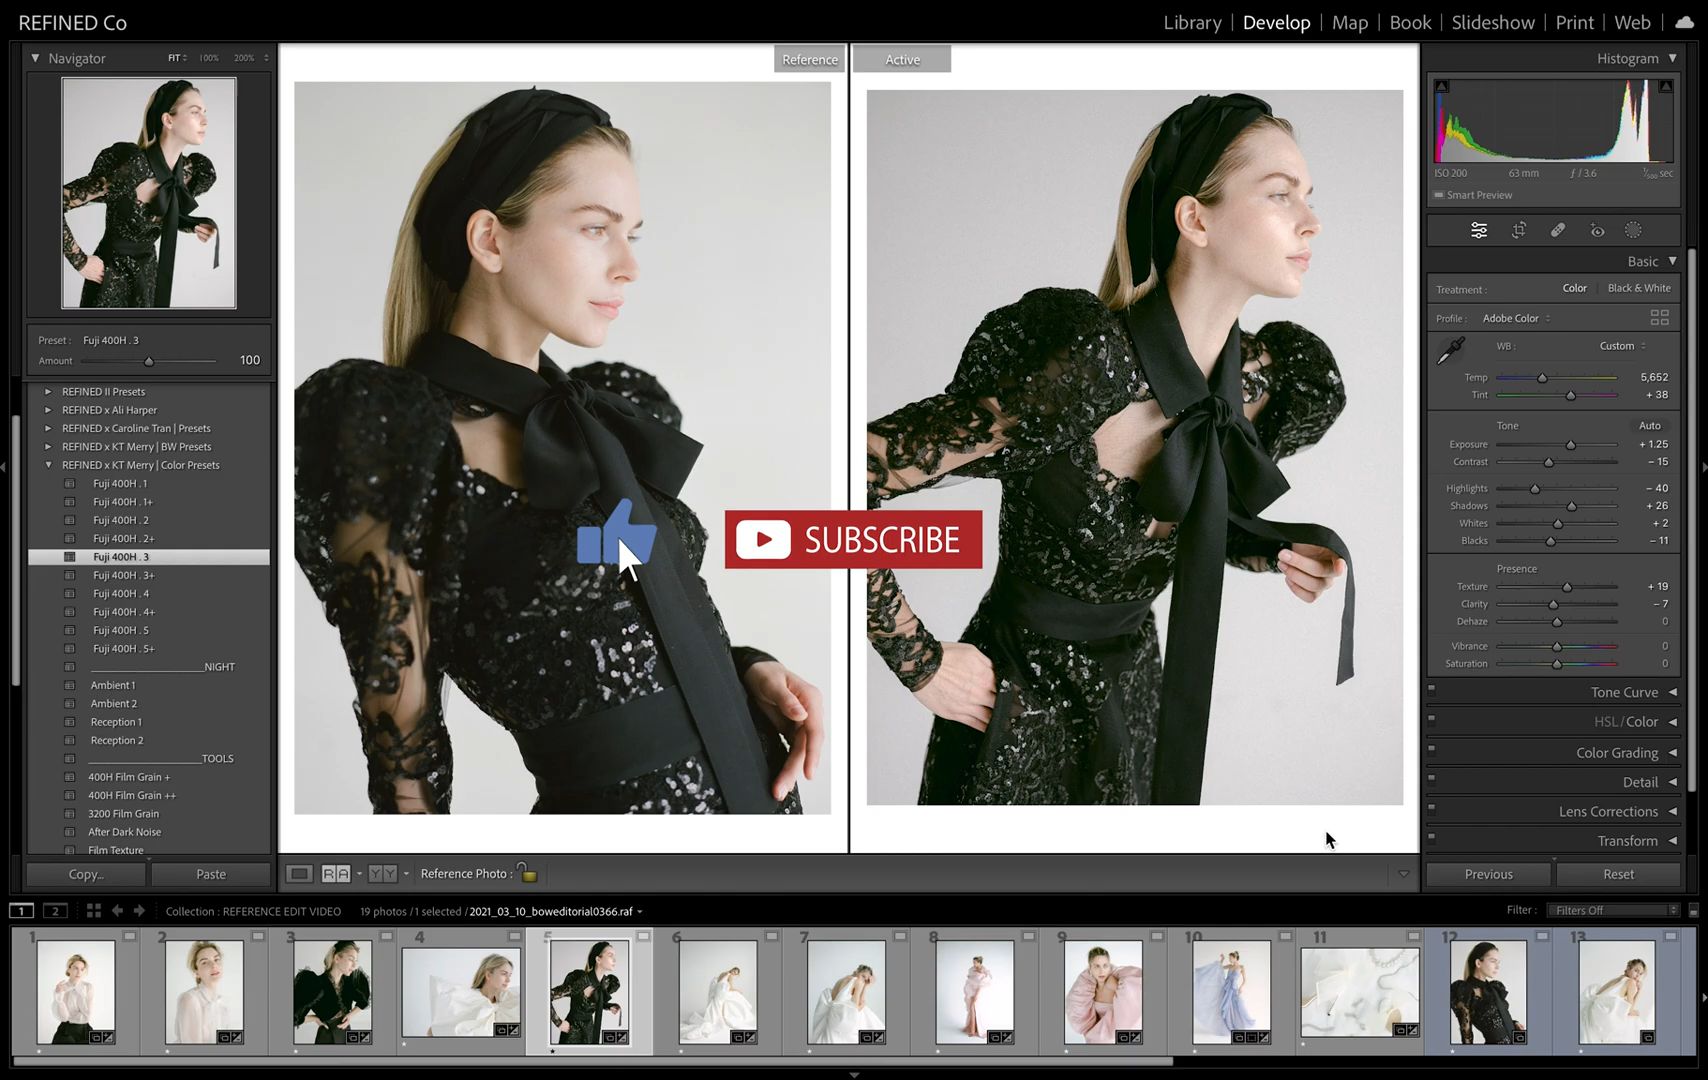 REFINED Co
Library | Develop | Map | Book | Slideshow | Print | Web
Navigator FIT 100% 200%
Preset : Fuji 400H . 3
Amount 100
REFINED II Presets
REFINED x Ali Harper
REFINED x Caroline Tran | Presets
REFINED x KT Merry | BW Presets
REFINED x KT Merry | Color Presets
Fuji 400H . 1
Fuji 400H . 1+
Fuji 400H . 2
Fuji 400H . 2+
Fuji 400H . 3
Fuji 400H . 3+
Fuji 400H . 4
Fuji 400H . 4+
Fuji 400H . 5
Fuji 400H . 5+
NIGHT
Ambient 1
Ambient 2
Reception 1
Reception 2
TOOLS
400H Film Grain +
400H Film Grain ++
3200 Film Grain
After Dark Noise
Film Texture
Copy... Paste
Reference Active
SUBSCRIBE
RA YY Reference Photo :
Histogram
ISO 200 63 mm ƒ / 3.6 1/500 sec
Smart Preview
Basic
Treatment : Color | Black & White
Profile : Adobe Color
WB : Custom
Temp 5,652
Tint + 38
Tone Auto
Exposure + 1.25
Contrast – 15
Highlights – 40
Shadows + 26
Whites + 2
Blacks – 11
Presence
Texture + 19
Clarity – 7
Dehaze 0
Vibrance 0
Saturation 0
Tone Curve
HSL / Color
Color Grading
Detail
Lens Corrections
Transform
Previous Reset
1 2 Collection : REFERENCE EDIT VIDEO 19 photos / 1 selected / 2021_03_10_boweditorial0366.raf Filter : Filters Off
1 2 3 4 5 6 7 8 9 10 11 12 13